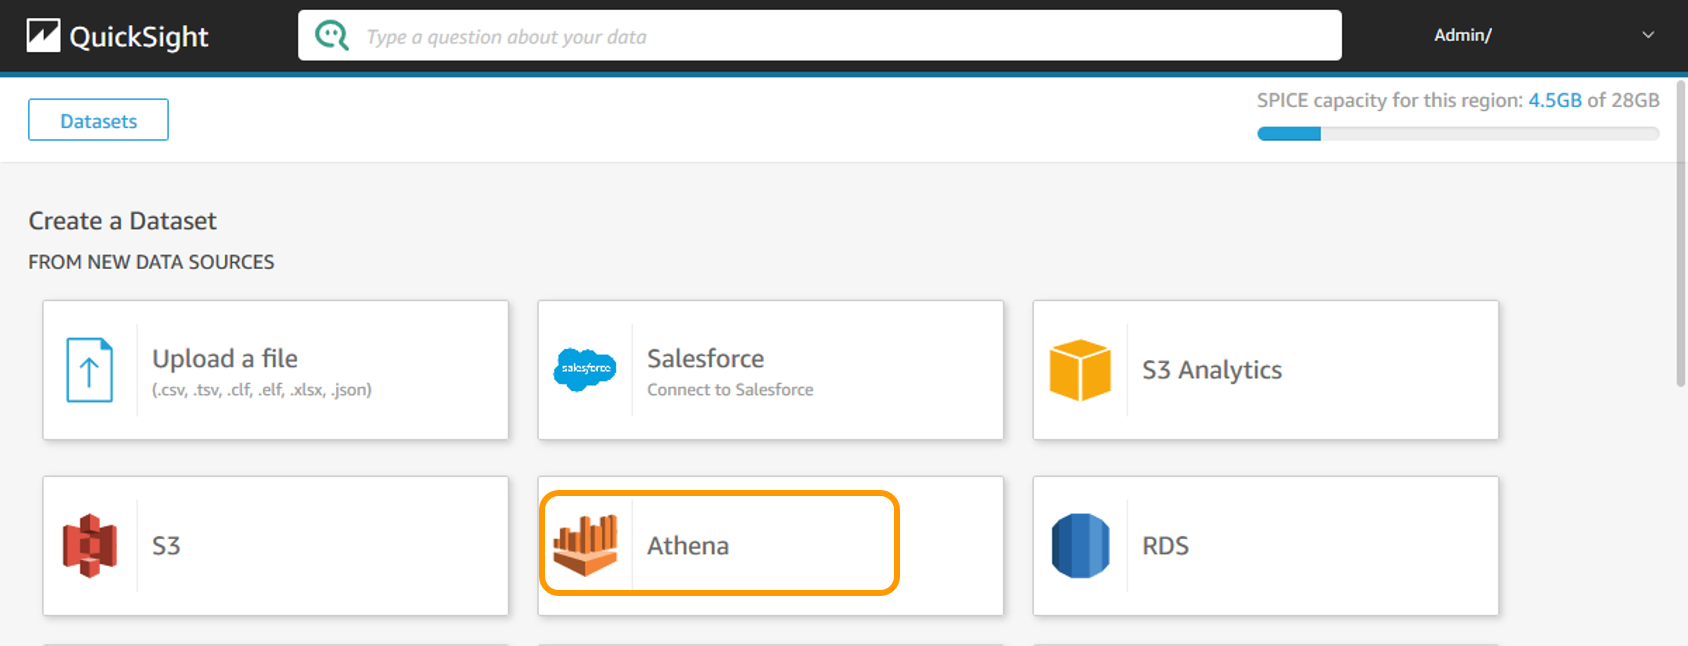 QuickSight
Type a question about your data
Admin/
Datasets
SPICE capacity for this region: 4.5GB of 28GB
Create a Dataset
FROM NEW DATA SOURCES
Upload a file
(.csv, .tsv, .clf, .elf, .xlsx, .json)
salesforce
Salesforce
Connect to Salesforce
S3 Analytics
S3
Athena
RDS